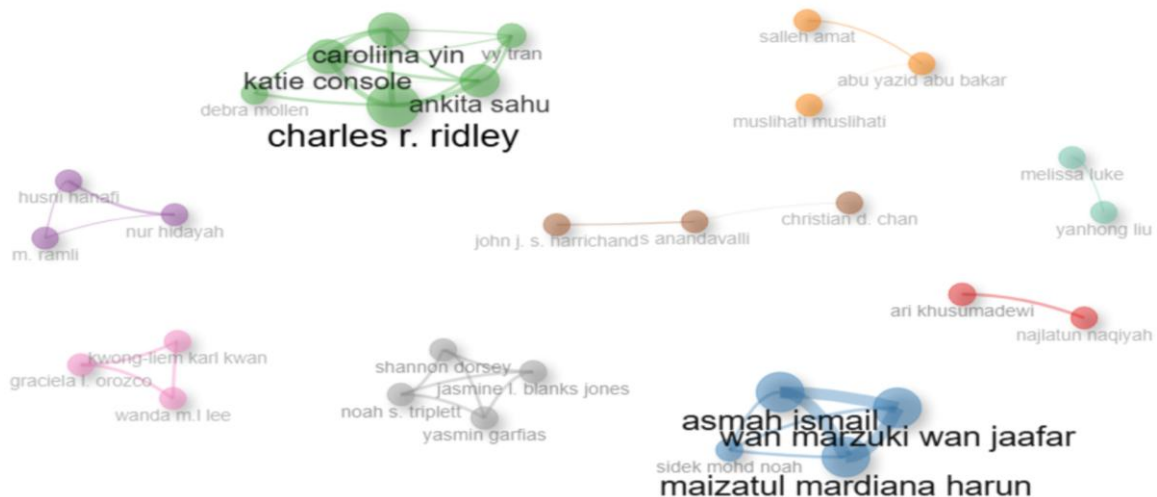 salleh amat
caroliina yin
vy tran
katie console
abu yazid abu bakar
debra mollen
ankita sahu
muslihati muslihati
charles r. ridley
melissa luke
husni hanafi
christian d. chan
nur hidayah
yanhong liu
john j. s. harrichand
s anandavalli
m. ramli
ari khusumadewi
najlatun naqiyah
kwong-liem karl kwan
shannon dorsey
graciela l. orozco
jasmine l. blanks jones
noah s. triplett
wanda m.l lee
asmah ismail
yasmin garfias
wan marzuki wan jaafar
sidek mohd noah
maizatul mardiana harun